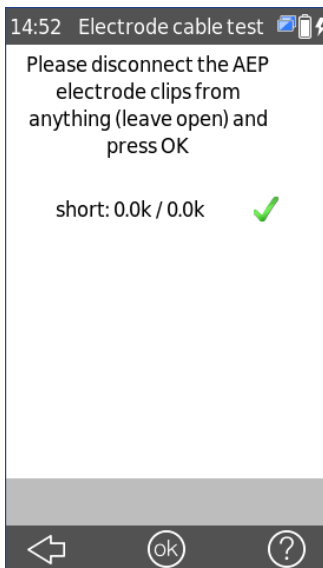 14:52 Electrode cable test
Please disconnect the AEP
electrode clips from
anything (leave open) and
press OK
short: 0.0k / 0.0k
ok ?